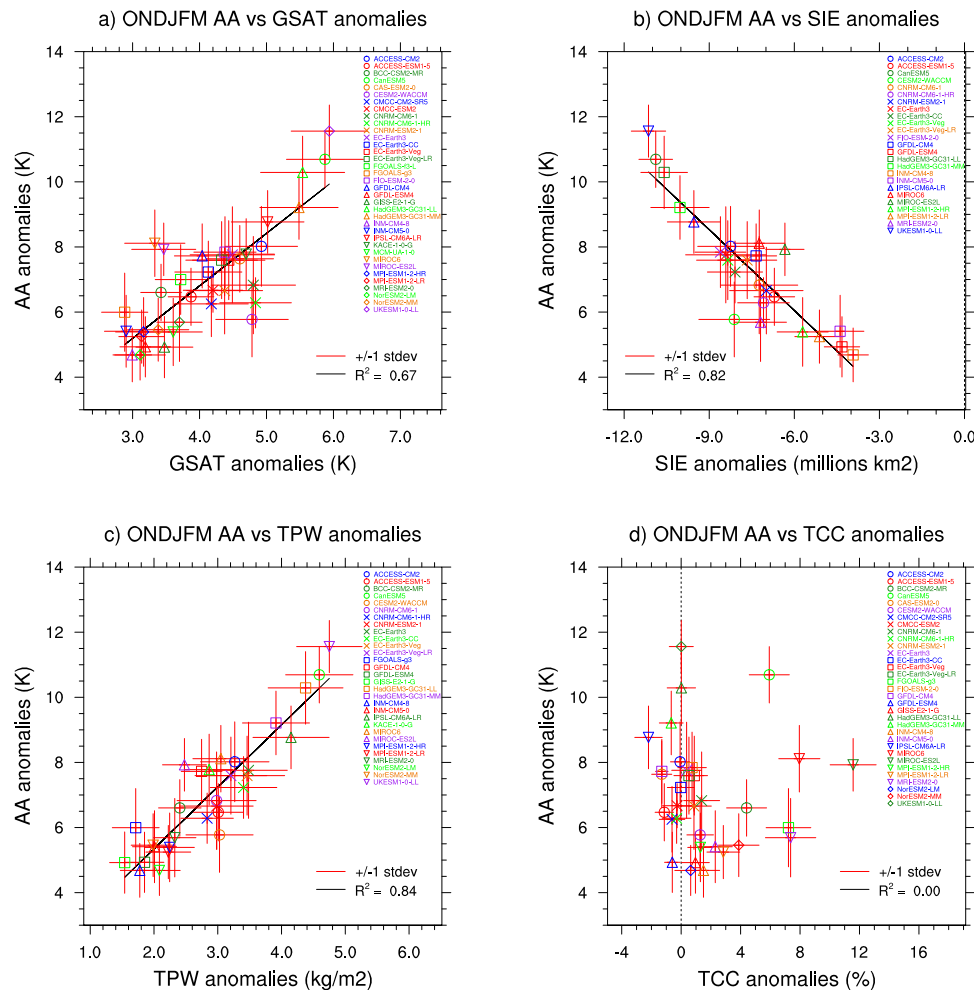 a) ONDJFM AA vs GSAT anomalies
14
12
10
8
6
4
AA anomalies (K)
3.0 4.0 5.0 6.0 7.0
GSAT anomalies (K)
ACCESS-CM2
ACCESS-ESM1-5
BCC-CSM2-MR
CanESM5
CAS-ESM2-0
CESM2-WACCM
CMCC-CM2-SR5
CMCC-ESM2
CNRM-CM6-1
CNRM-CM6-1-HR
CNRM-ESM2-1
EC-Earth3
EC-Earth3-CC
EC-Earth3-Veg
EC-Earth3-Veg-LR
FGOALS-f3-L
FGOALS-g3
FIO-ESM-2-0
GFDL-CM4
GFDL-ESM4
GISS-E2-1-G
HadGEM3-GC31-LL
HadGEM3-GC31-MM
INM-CM4-8
INM-CM5-0
IPSL-CM6A-LR
KACE-1-0-G
MCM-UA-1-0
MIROC6
MIROC-ES2L
MPI-ESM1-2-HR
MPI-ESM1-2-LR
MRI-ESM2-0
NorESM2-LM
NorESM2-MM
UKESM1-0-LL
+/-1 stdev
R2 = 0.67
b) ONDJFM AA vs SIE anomalies
14
12
10
8
6
4
AA anomalies (K)
-12.0 -9.0 -6.0 -3.0 0.0
SIE anomalies (millions km2)
ACCESS-CM2
ACCESS-ESM1-5
CanESM5
CESM2-WACCM
CNRM-CM6-1
CNRM-CM6-1-HR
CNRM-ESM2-1
EC-Earth3
EC-Earth3-CC
EC-Earth3-Veg
EC-Earth3-Veg-LR
FIO-ESM-2-0
GFDL-CM4
GFDL-ESM4
HadGEM3-GC31-LL
HadGEM3-GC31-MM
INM-CM4-8
INM-CM5-0
IPSL-CM6A-LR
MIROC6
MIROC-ES2L
MPI-ESM1-2-HR
MPI-ESM1-2-LR
MRI-ESM2-0
UKESM1-0-LL
+/-1 stdev
R2 = 0.82
c) ONDJFM AA vs TPW anomalies
14
12
10
8
6
4
AA anomalies (K)
1.0 2.0 3.0 4.0 5.0 6.0
TPW anomalies (kg/m2)
ACCESS-CM2
ACCESS-ESM1-5
BCC-CSM2-MR
CanESM5
CESM2-WACCM
CNRM-CM6-1
CNRM-CM6-1-HR
CNRM-ESM2-1
EC-Earth3
EC-Earth3-CC
EC-Earth3-Veg
EC-Earth3-Veg-LR
FGOALS-g3
GFDL-CM4
GFDL-ESM4
GISS-E2-1-G
HadGEM3-GC31-LL
HadGEM3-GC31-MM
INM-CM4-8
INM-CM5-0
IPSL-CM6A-LR
KACE-1-0-G
MIROC6
MIROC-ES2L
MPI-ESM1-2-HR
MPI-ESM1-2-LR
MRI-ESM2-0
NorESM2-LM
NorESM2-MM
UKESM1-0-LL
+/-1 stdev
R2 = 0.84
d) ONDJFM AA vs TCC anomalies
14
12
10
8
6
4
AA anomalies (K)
-4 0 4 8 12 16
TCC anomalies (%)
ACCESS-CM2
ACCESS-ESM1-5
BCC-CSM2-MR
CanESM5
CAS-ESM2-0
CESM2-WACCM
CMCC-CM2-SR5
CMCC-ESM2
CNRM-CM6-1
CNRM-CM6-1-HR
CNRM-ESM2-1
EC-Earth3
EC-Earth3-CC
EC-Earth3-Veg
EC-Earth3-Veg-LR
FGOALS-g3
FIO-ESM-2-0
GFDL-CM4
GFDL-ESM4
GISS-E2-1-G
HadGEM3-GC31-LL
HadGEM3-GC31-MM
INM-CM4-8
INM-CM5-0
IPSL-CM6A-LR
MIROC6
MIROC-ES2L
MPI-ESM1-2-HR
MPI-ESM1-2-LR
MRI-ESM2-0
NorESM2-LM
NorESM2-MM
UKESM1-0-LL
+/-1 stdev
R2 = 0.00